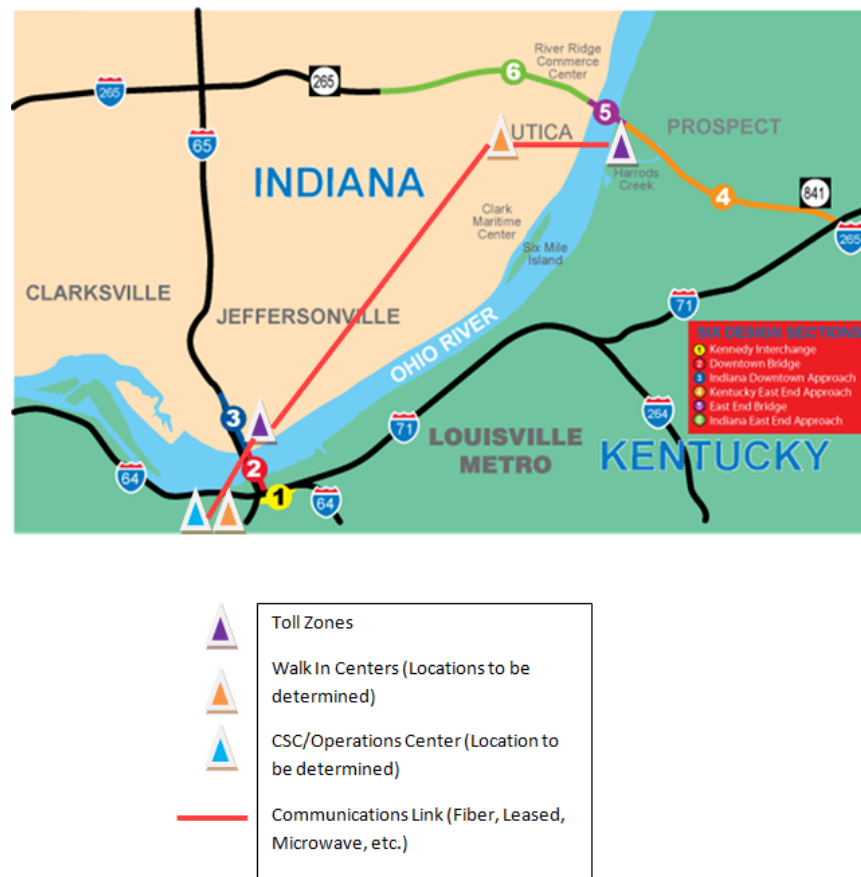 River Ridge
Commerce
Center
6
265
265
5
65
UTICA
PROSPECT
INDIANA
Harrods
Creek
4
841
Clark
Maritime
Center
265
Six Mile
Island
CLARKSVILLE
71
JEFFERSONVILLE
OHIO RIVER
SIX DESIGN SECTIONS
1 Kennedy Interchange
2 Downtown Bridge
3 Indiana Downtown Approach
4 Kentucky East End Approach
5 East End Bridge
6 Indiana East End Approach
3
264
71
LOUISVILLE
METRO
KENTUCKY
64
2
1
64
Toll Zones
Walk In Centers (Locations to be
determined)
CSC/Operations Center (Location to
be determined)
Communications Link (Fiber, Leased,
Microwave, etc.)